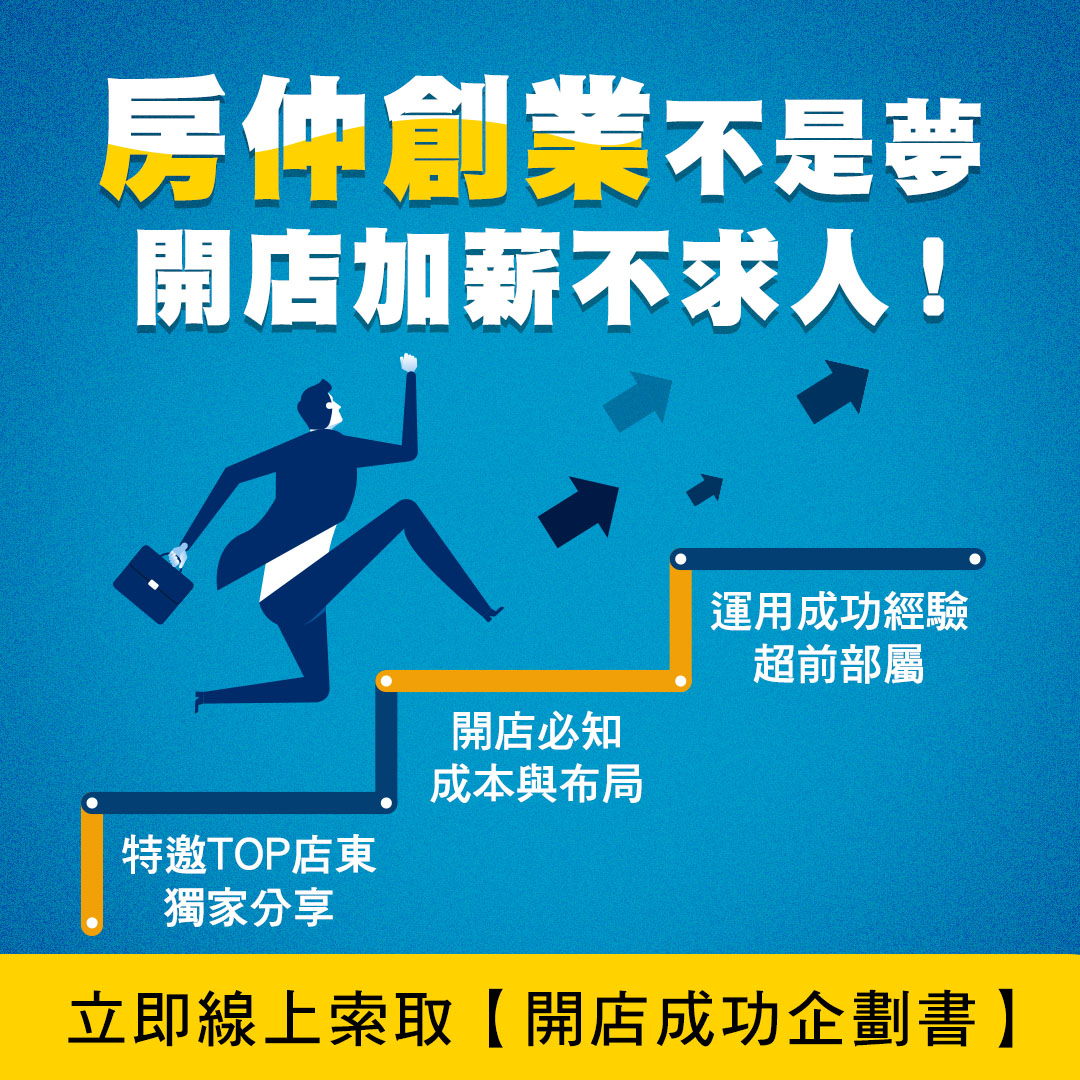 房仲創業不是夢
開店加薪不求人！
運用成功經驗
超前部屬
開店必知
成本與布局
特邀TOP店東
獨家分享
立即線上索取【開店成功企劃書】